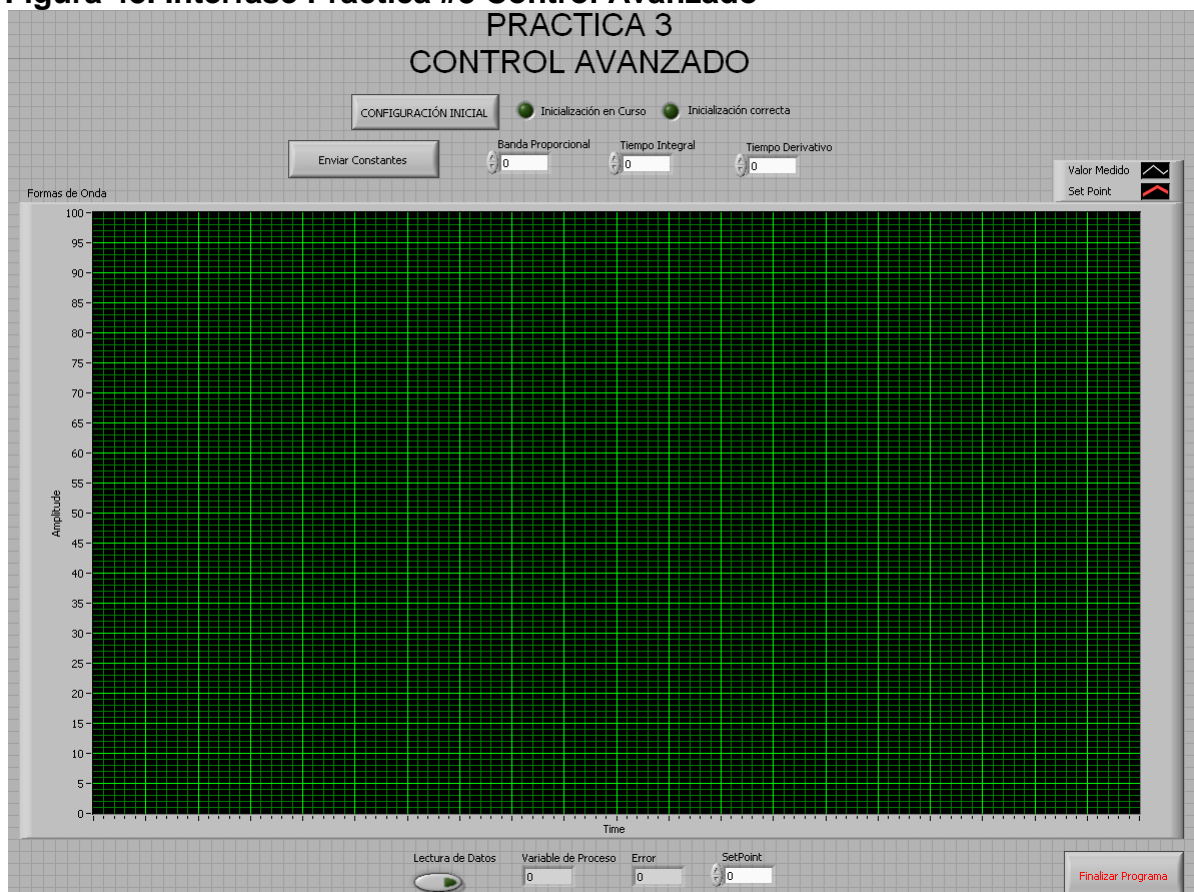 PRACTICA 3
CONTROL AVANZADO
CONFIGURACIÓN INICIAL
Inicialización en Curso
Inicialización correcta
Enviar Constantes
Banda Proporcional
Tiempo Integral
Tiempo Derivativo
0
0
0
Valor Medido
Set Point
Formas de Onda
100
95
90
85
80
75
70
65
60
55
50
45
40
35
30
25
20
15
10
5
0
Amplitude
Time
Lectura de Datos
Variable de Proceso
Error
SetPoint
0
0
0
Finalizar Programa